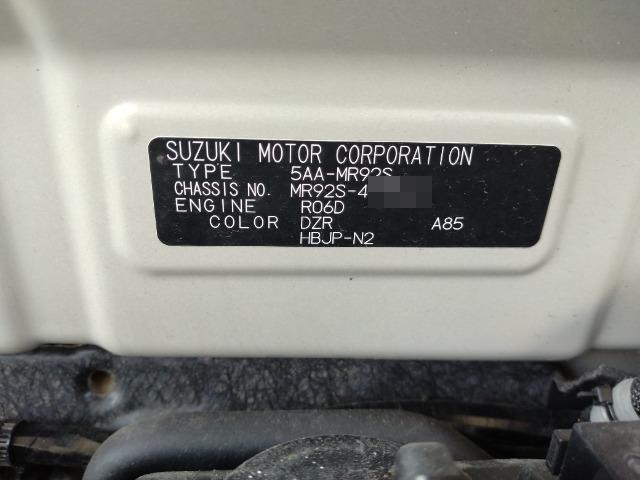 SUZUKI MOTOR CORPORATION
TYPE 5AA-MR92S
CHASSIS NO. MR92S-4
ENGINE R06D
COLOR DZR A85
HBJP-N2